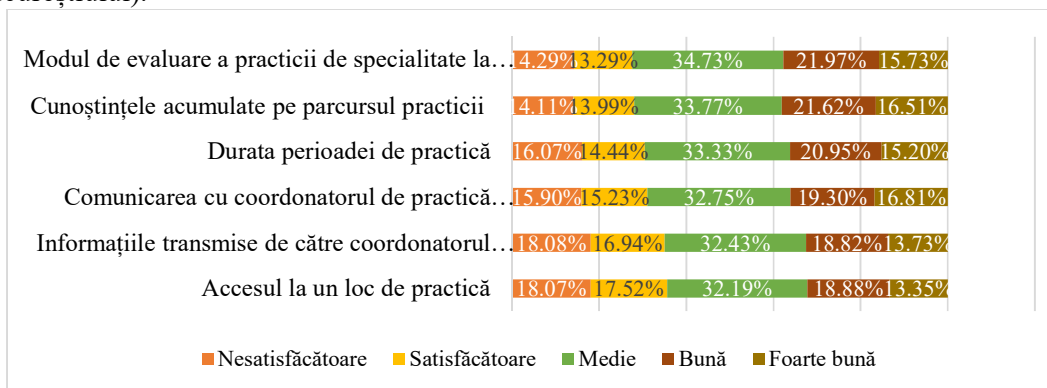 Modul de evaluare a practicii de specialitate la… 14.29% 13.29% 34.73% 21.97% 15.73%
Cunoștințele acumulate pe parcursul practicii 14.11% 13.99% 33.77% 21.62% 16.51%
Durata perioadei de practică 16.07% 14.44% 33.33% 20.95% 15.20%
Comunicarea cu coordonatorul de practică… 15.90% 15.23% 32.75% 19.30% 16.81%
Informațiile transmise de către coordonatorul… 18.08% 16.94% 32.43% 18.82% 13.73%
Accesul la un loc de practică 18.07% 17.52% 32.19% 18.88% 13.35%
Nesatisfăcătoare Satisfăcătoare Medie Bună Foarte bună